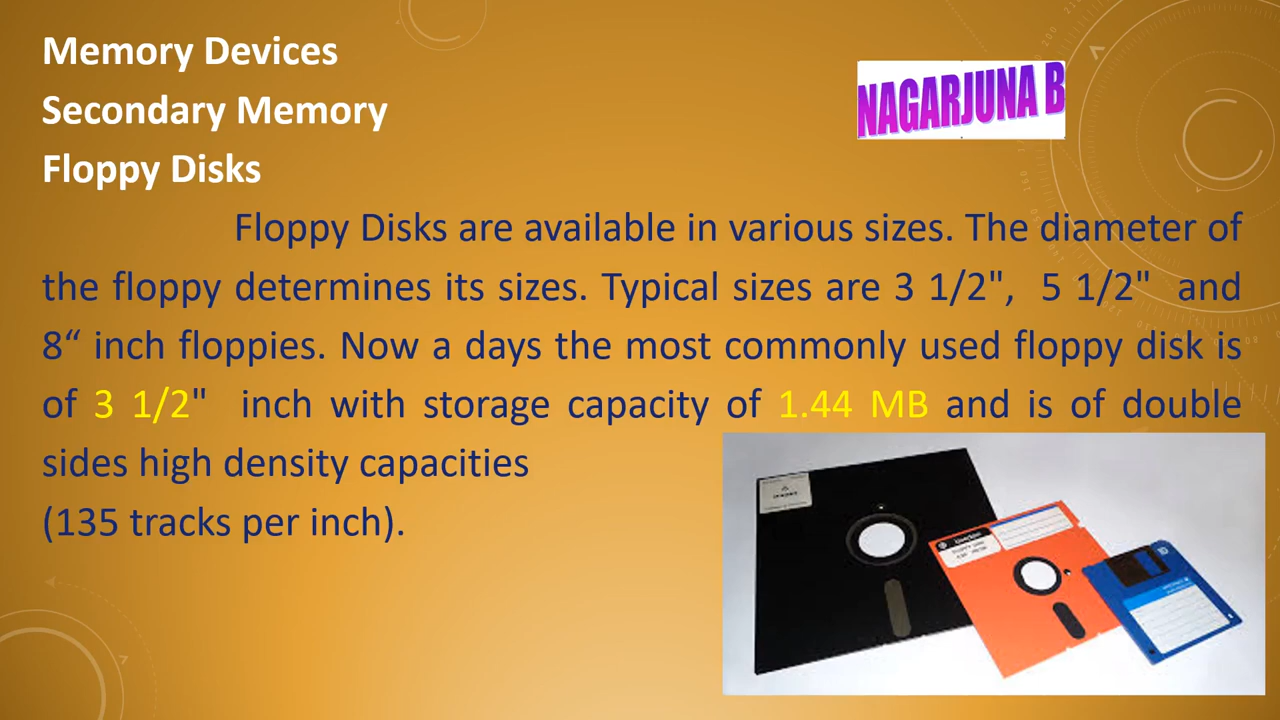 Memory Devices
NAGARJUNA B
Secondary Memory
Floppy Disks
Floppy Disks are available in various sizes. The diameter of
the floppy determines its sizes. Typical sizes are 3 1/2", 5 1/2" and
8“ inch floppies. Now a days the most commonly used floppy disk is
of 3 1/2" inch with storage capacity of 1.44 MB and is of double
sides high density capacities
(135 tracks per inch).